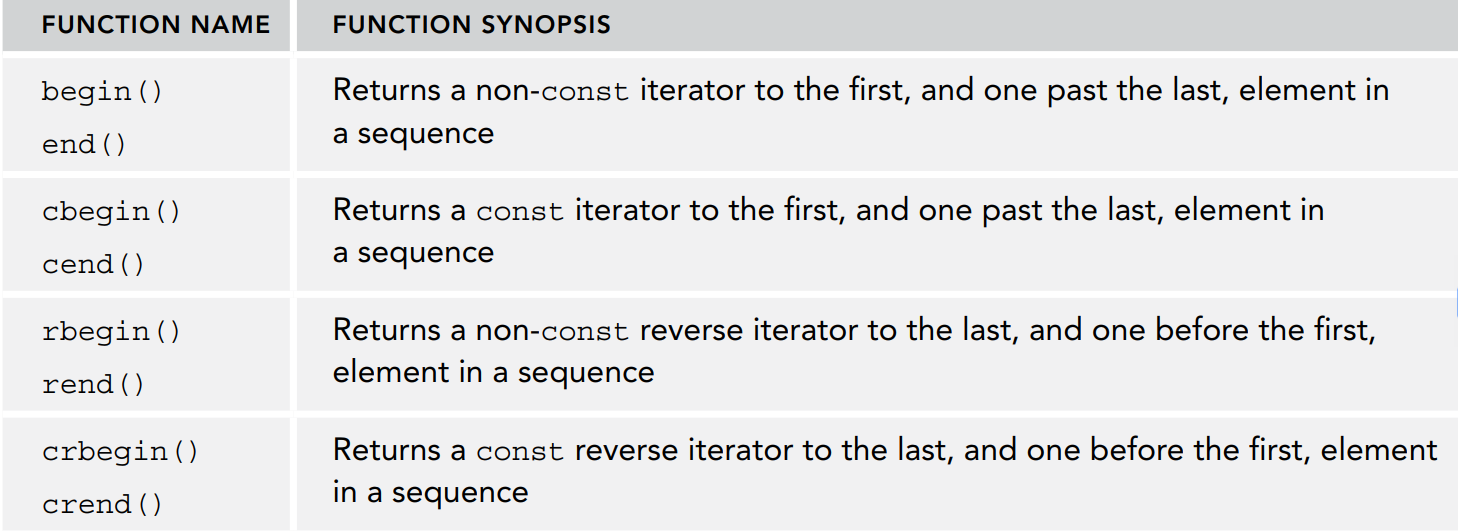 FUNCTION NAME FUNCTION SYNOPSIS
begin()
end()
Returns a non-const iterator to the first, and one past the last, element in
a sequence
cbegin()
cend()
Returns a const iterator to the first, and one past the last, element in
a sequence
rbegin()
rend()
Returns a non-const reverse iterator to the last, and one before the first,
element in a sequence
crbegin()
crend()
Returns a const reverse iterator to the last, and one before the first, element
in a sequence